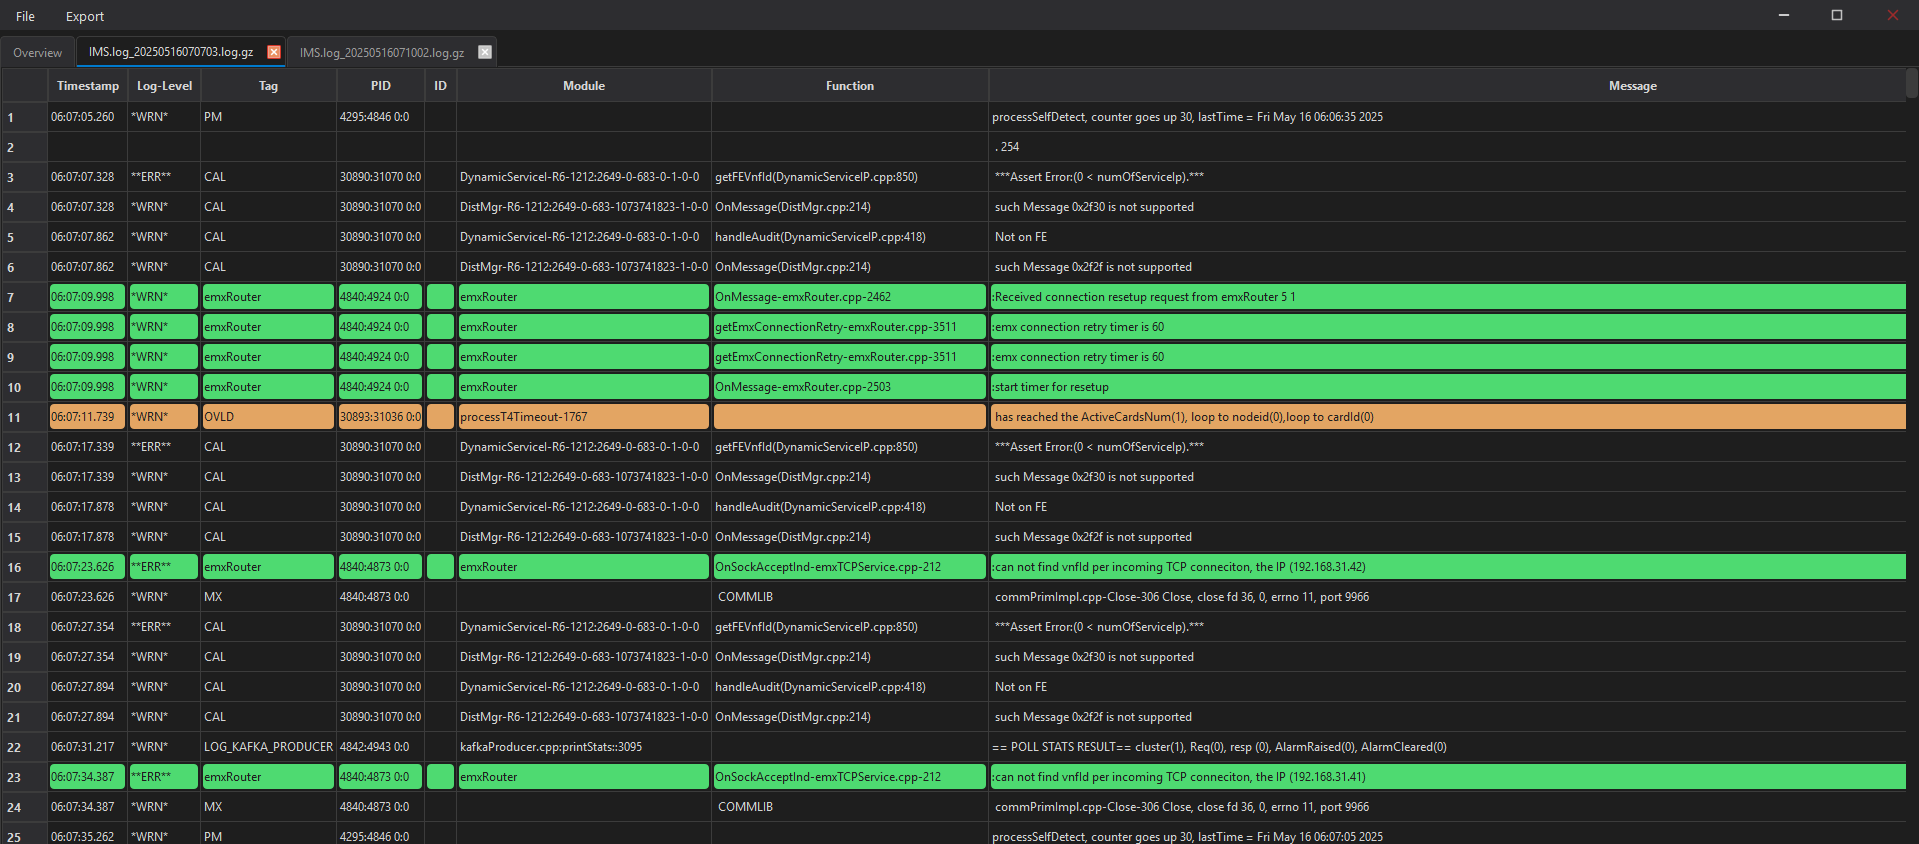 File Export
Overview IMS.log_20250516070703.log.gz IMS.log_20250516071002.log.gz
Timestamp Log-Level Tag PID ID Module Function Message
1 06:07:05.260 *WRN* PM 4295:4846 0:0 processSelfDetect, counter goes up 30, lastTime = Fri May 16 06:06:35 2025
2 . 254
3 06:07:07.328 **ERR** CAL 30890:31070 0:0 DynamicServiceI-R6-1212:2649-0-683-0-1-0-0 getFEVnfId(DynamicServiceIP.cpp:850) ***Assert Error:(0 < numOfServiceIp).***
4 06:07:07.328 *WRN* CAL 30890:31070 0:0 DistMgr-R6-1212:2649-0-683-1073741823-1-0-0 OnMessage(DistMgr.cpp:214) such Message 0x2f30 is not supported
5 06:07:07.862 *WRN* CAL 30890:31070 0:0 DynamicServiceI-R6-1212:2649-0-683-0-1-0-0 handleAudit(DynamicServiceIP.cpp:418) Not on FE
6 06:07:07.862 *WRN* CAL 30890:31070 0:0 DistMgr-R6-1212:2649-0-683-1073741823-1-0-0 OnMessage(DistMgr.cpp:214) such Message 0x2f2f is not supported
7 06:07:09.998 *WRN* emxRouter 4840:4924 0:0 emxRouter OnMessage-emxRouter.cpp-2462 :Received connection resetup request from emxRouter 5 1
8 06:07:09.998 *WRN* emxRouter 4840:4924 0:0 emxRouter getEmxConnectionRetry-emxRouter.cpp-3511 :emx connection retry timer is 60
9 06:07:09.998 *WRN* emxRouter 4840:4924 0:0 emxRouter getEmxConnectionRetry-emxRouter.cpp-3511 :emx connection retry timer is 60
10 06:07:09.998 *WRN* emxRouter 4840:4924 0:0 emxRouter OnMessage-emxRouter.cpp-2503 :start timer for resetup
11 06:07:11.739 *WRN* OVLD 30893:31036 0:0 processT4Timeout-1767 has reached the ActiveCardsNum(1), loop to nodeid(0),loop to cardId(0)
12 06:07:17.339 **ERR** CAL 30890:31070 0:0 DynamicServiceI-R6-1212:2649-0-683-0-1-0-0 getFEVnfId(DynamicServiceIP.cpp:850) ***Assert Error:(0 < numOfServiceIp).***
13 06:07:17.339 *WRN* CAL 30890:31070 0:0 DistMgr-R6-1212:2649-0-683-1073741823-1-0-0 OnMessage(DistMgr.cpp:214) such Message 0x2f30 is not supported
14 06:07:17.878 *WRN* CAL 30890:31070 0:0 DynamicServiceI-R6-1212:2649-0-683-0-1-0-0 handleAudit(DynamicServiceIP.cpp:418) Not on FE
15 06:07:17.878 *WRN* CAL 30890:31070 0:0 DistMgr-R6-1212:2649-0-683-1073741823-1-0-0 OnMessage(DistMgr.cpp:214) such Message 0x2f2f is not supported
16 06:07:23.626 **ERR** emxRouter 4840:4873 0:0 emxRouter OnSockAcceptInd-emxTCPService.cpp-212 :can not find vnfId per incoming TCP conneciton, the IP (192.168.31.42)
17 06:07:23.626 *WRN* MX 4840:4873 0:0 COMMLIB commPrimImpl.cpp-Close-306 Close, close fd 36, 0, errno 11, port 9966
18 06:07:27.354 **ERR** CAL 30890:31070 0:0 DynamicServiceI-R6-1212:2649-0-683-0-1-0-0 getFEVnfId(DynamicServiceIP.cpp:850) ***Assert Error:(0 < numOfServiceIp).***
19 06:07:27.354 *WRN* CAL 30890:31070 0:0 DistMgr-R6-1212:2649-0-683-1073741823-1-0-0 OnMessage(DistMgr.cpp:214) such Message 0x2f30 is not supported
20 06:07:27.894 *WRN* CAL 30890:31070 0:0 DynamicServiceI-R6-1212:2649-0-683-0-1-0-0 handleAudit(DynamicServiceIP.cpp:418) Not on FE
21 06:07:27.894 *WRN* CAL 30890:31070 0:0 DistMgr-R6-1212:2649-0-683-1073741823-1-0-0 OnMessage(DistMgr.cpp:214) such Message 0x2f2f is not supported
22 06:07:31.217 *WRN* LOG_KAFKA_PRODUCER 4842:4943 0:0 kafkaProducer.cpp:printStats::3095 == POLL STATS RESULT== cluster(1), Req(0), resp (0), AlarmRaised(0), AlarmCleared(0)
23 06:07:34.387 **ERR** emxRouter 4840:4873 0:0 emxRouter OnSockAcceptInd-emxTCPService.cpp-212 :can not find vnfId per incoming TCP conneciton, the IP (192.168.31.41)
24 06:07:34.387 *WRN* MX 4840:4873 0:0 COMMLIB commPrimImpl.cpp-Close-306 Close, close fd 36, 0, errno 11, port 9966
25 06:07:35.262 *WRN* PM 4295:4846 0:0 processSelfDetect, counter goes up 30, lastTime = Fri May 16 06:07:05 2025